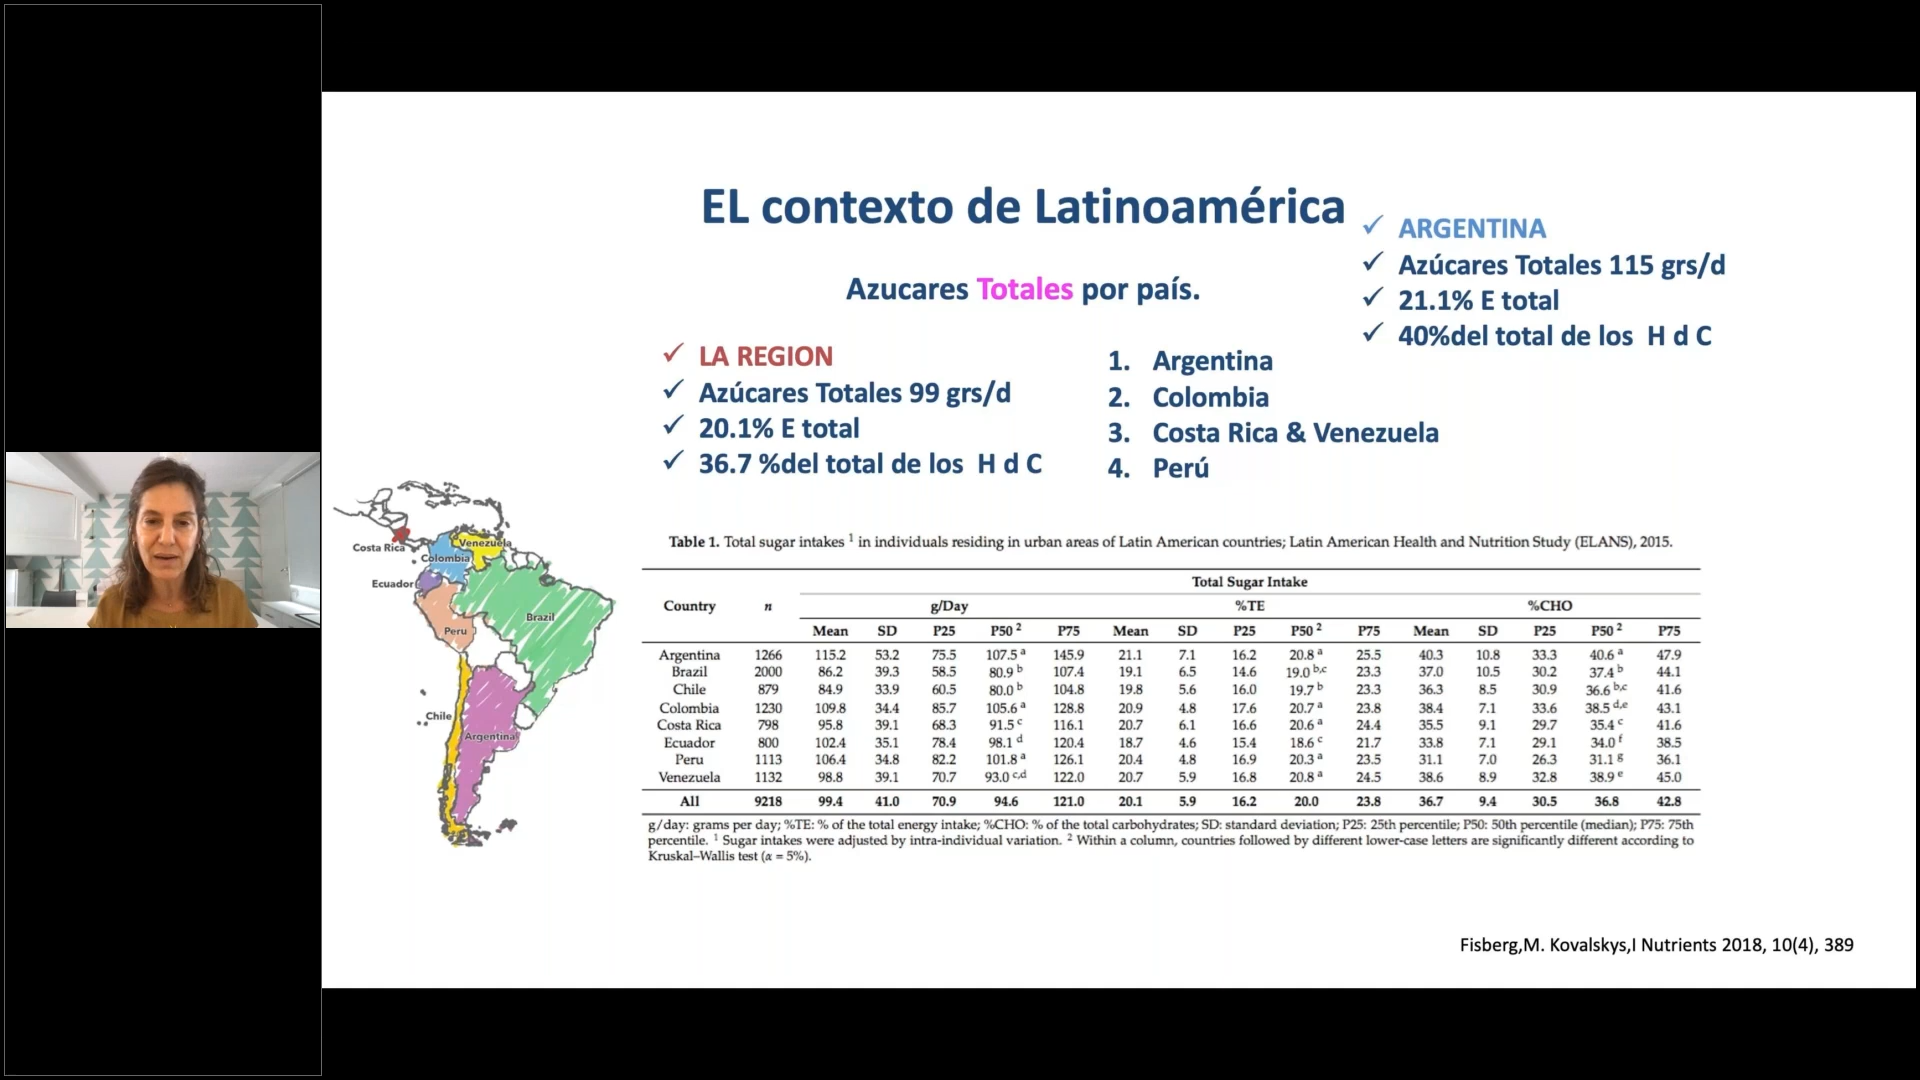 EL contexto de Latinoamérica
Azucares Totales por país.
✓ ARGENTINA
✓ Azúcares Totales 115 grs/d
✓ 21.1% E total
✓ 40%del total de los H d C
✓ LA REGION
✓ Azúcares Totales 99 grs/d
✓ 20.1% E total
✓ 36.7 %del total de los H d C
1. Argentina
2. Colombia
3. Costa Rica & Venezuela
4. Perú
Costa Rica
Venezuela
Colombia
Ecuador
Brazil
Peru
Chile
Argentina
Table 1. Total sugar intakes ¹ in individuals residing in urban areas of Latin American countries; Latin American Health and Nutrition Study (ELANS), 2015.
Total Sugar Intake
Country n g/Day %TE %CHO
Mean SD P25 P50 ² P75 Mean SD P25 P50 ² P75 Mean SD P25 P50 ² P75
Argentina 1266 115.2 53.2 75.5 107.5 a 145.9 21.1 7.1 16.2 20.8 a 25.5 40.3 10.8 33.3 40.6 a 47.9
Brazil 2000 86.2 39.3 58.5 80.9 b 107.4 19.1 6.5 14.6 19.0 b,c 23.3 37.0 10.5 30.2 37.4 b 44.1
Chile 879 84.9 33.9 60.5 80.0 b 104.8 19.8 5.6 16.0 19.7 b 23.3 36.3 8.5 30.9 36.6 b,c 41.6
Colombia 1230 109.8 34.4 85.7 105.6 a 128.8 20.9 4.8 17.6 20.7 a 23.8 38.4 7.1 33.6 38.5 d,e 43.1
Costa Rica 798 95.8 39.1 68.3 91.5 c 116.1 20.7 6.1 16.6 20.6 a 24.4 35.5 9.1 29.7 35.4 c 41.6
Ecuador 800 102.4 35.1 78.4 98.1 d 120.4 18.7 4.6 15.4 18.6 c 21.7 33.8 7.1 29.1 34.0 f 38.5
Peru 1113 106.4 34.8 82.2 101.8 a 126.1 20.4 4.8 16.9 20.3 a 23.5 31.1 7.0 26.3 31.1 g 36.1
Venezuela 1132 98.8 39.1 70.7 93.0 c,d 122.0 20.7 5.9 16.8 20.8 a 24.5 38.6 8.9 32.8 38.9 e 45.0
All 9218 99.4 41.0 70.9 94.6 121.0 20.1 5.9 16.2 20.0 23.8 36.7 9.4 30.5 36.8 42.8
g/day: grams per day; %TE: % of the total energy intake; %CHO: % of the total carbohydrates; SD: standard deviation; P25: 25th percentile; P50: 50th percentile (median); P75: 75th
percentile. ¹ Sugar intakes were adjusted by intra-individual variation. ² Within a column, countries followed by different lower-case letters are significantly different according to
Kruskal–Wallis test (α = 5%).
Fisberg,M. Kovalskys,I Nutrients 2018, 10(4), 389